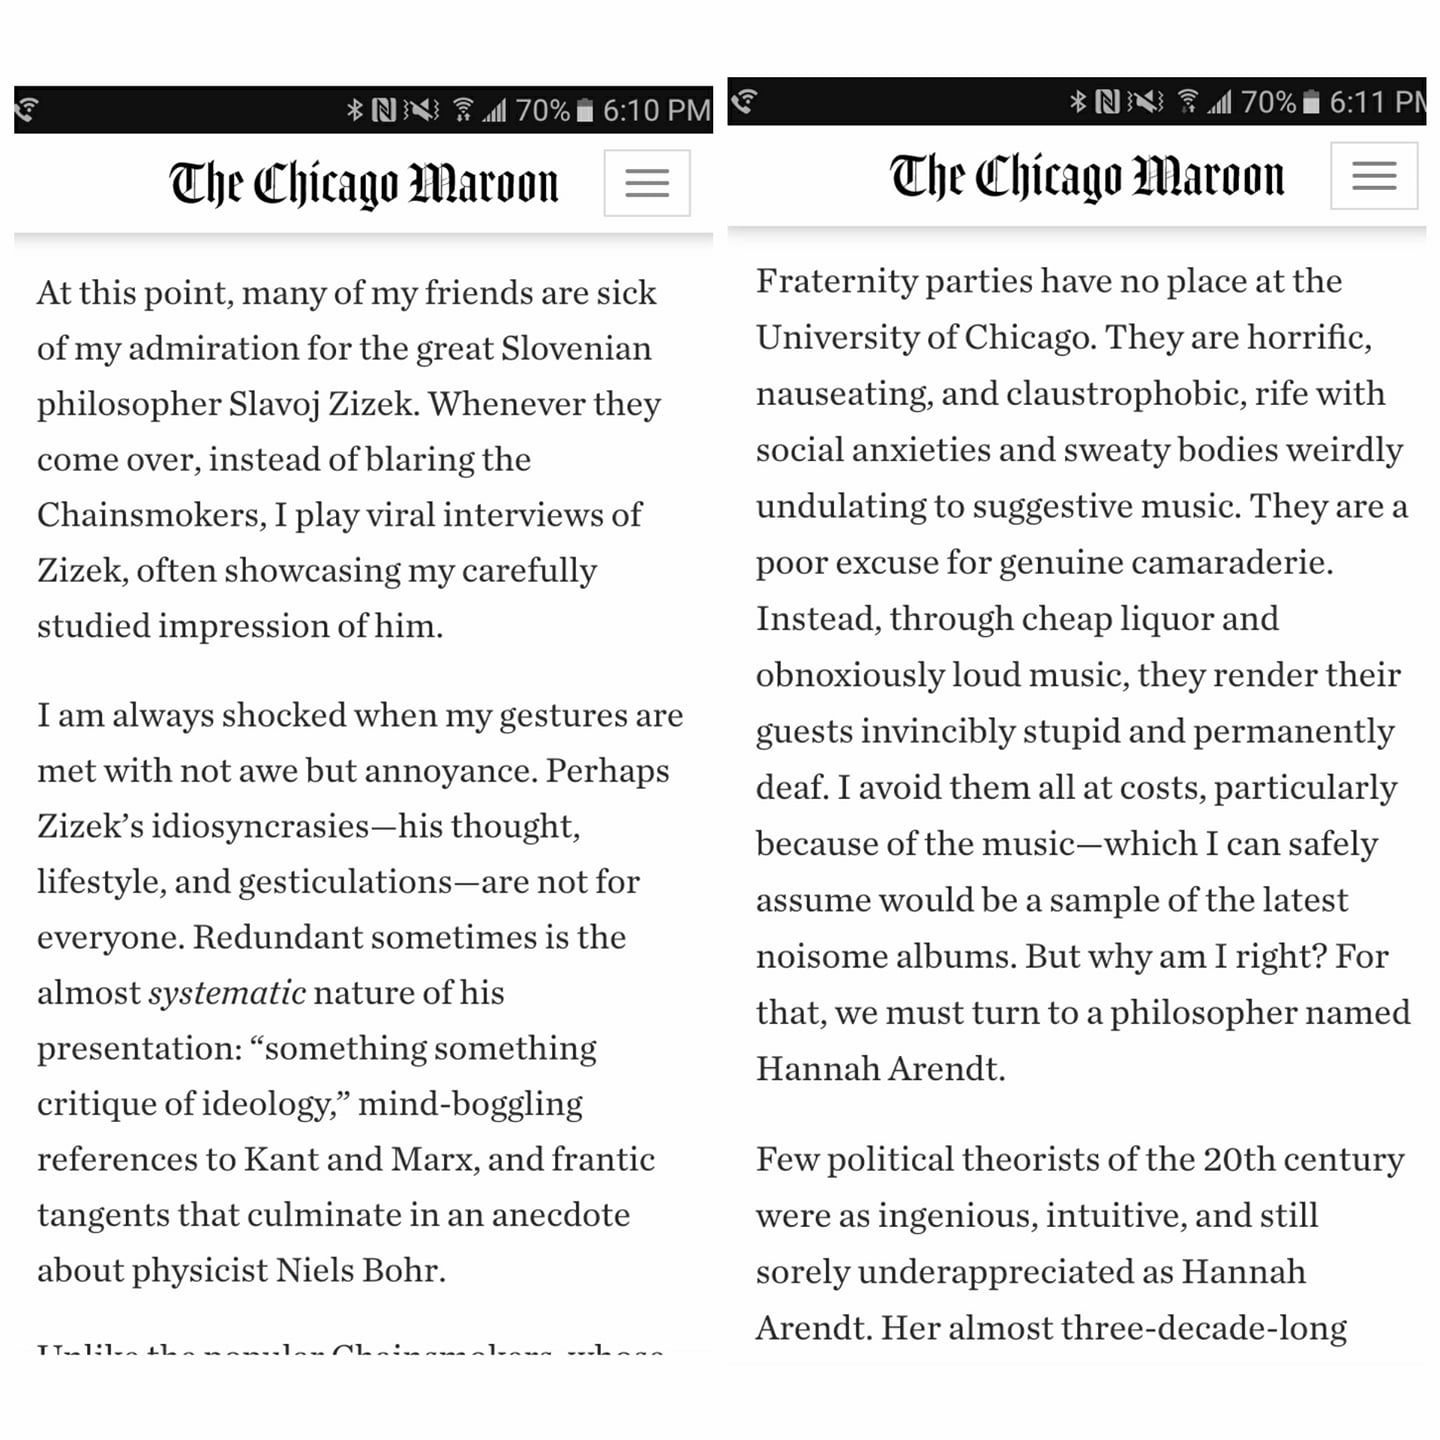 70% 6:10 PM
The Chicago Maroon
At this point, many of my friends are sick
of my admiration for the great Slovenian
philosopher Slavoj Zizek. Whenever they
come over, instead of blaring the
Chainsmokers, I play viral interviews of
Zizek, often showcasing my carefully
studied impression of him.
I am always shocked when my gestures are
met with not awe but annoyance. Perhaps
Zizek’s idiosyncrasies—his thought,
lifestyle, and gesticulations—are not for
everyone. Redundant sometimes is the
almost systematic nature of his
presentation: “something something
critique of ideology,” mind-boggling
references to Kant and Marx, and frantic
tangents that culminate in an anecdote
about physicist Niels Bohr.
Unlike the popular Chainsmokers, whose
70% 6:11 PM
The Chicago Maroon
Fraternity parties have no place at the
University of Chicago. They are horrific,
nauseating, and claustrophobic, rife with
social anxieties and sweaty bodies weirdly
undulating to suggestive music. They are a
poor excuse for genuine camaraderie.
Instead, through cheap liquor and
obnoxiously loud music, they render their
guests invincibly stupid and permanently
deaf. I avoid them all at costs, particularly
because of the music—which I can safely
assume would be a sample of the latest
noisome albums. But why am I right? For
that, we must turn to a philosopher named
Hannah Arendt.
Few political theorists of the 20th century
were as ingenious, intuitive, and still
sorely underappreciated as Hannah
Arendt. Her almost three-decade-long